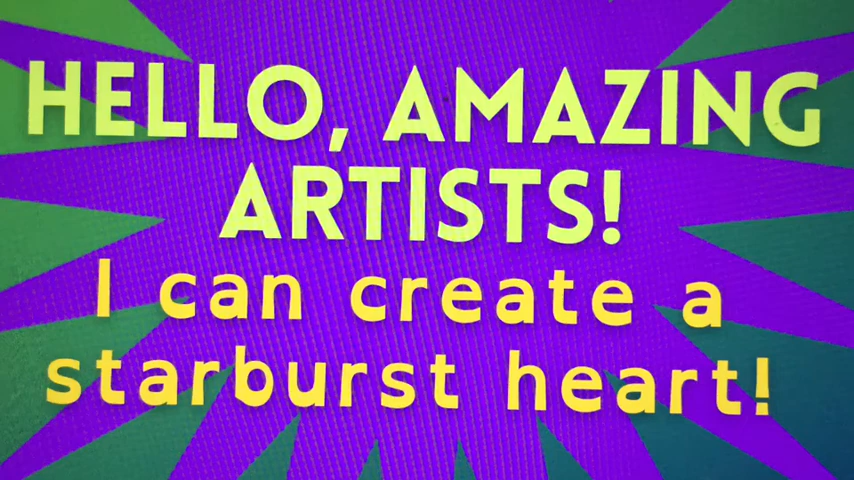 HELLO, AMAZING
ARTISTS!
I can create a
starburst heart!